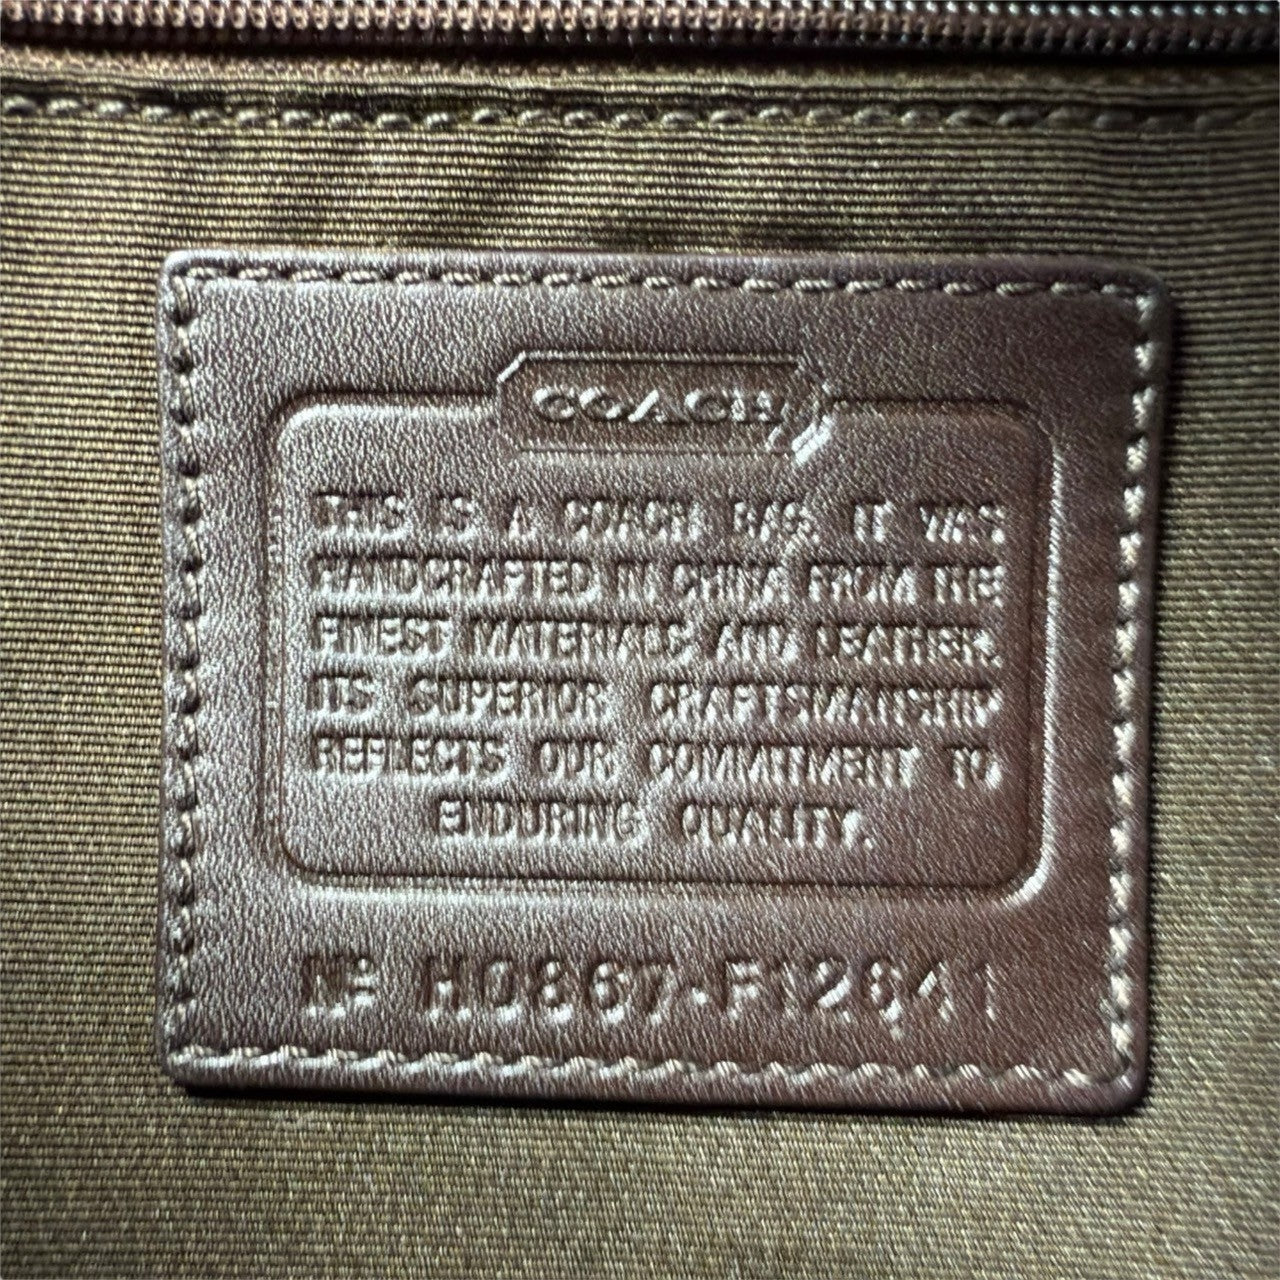 COACH
THIS IS A COACH BAG. IT WAS
HANDCRAFTED IN CHINA FROM THE
FINEST MATERIALS AND LEATHER.
ITS SUPERIOR CRAFTSMANSHIP
REFLECTS OUR COMMITMENT TO
ENDURING QUALITY.
Nº H0867-F12641